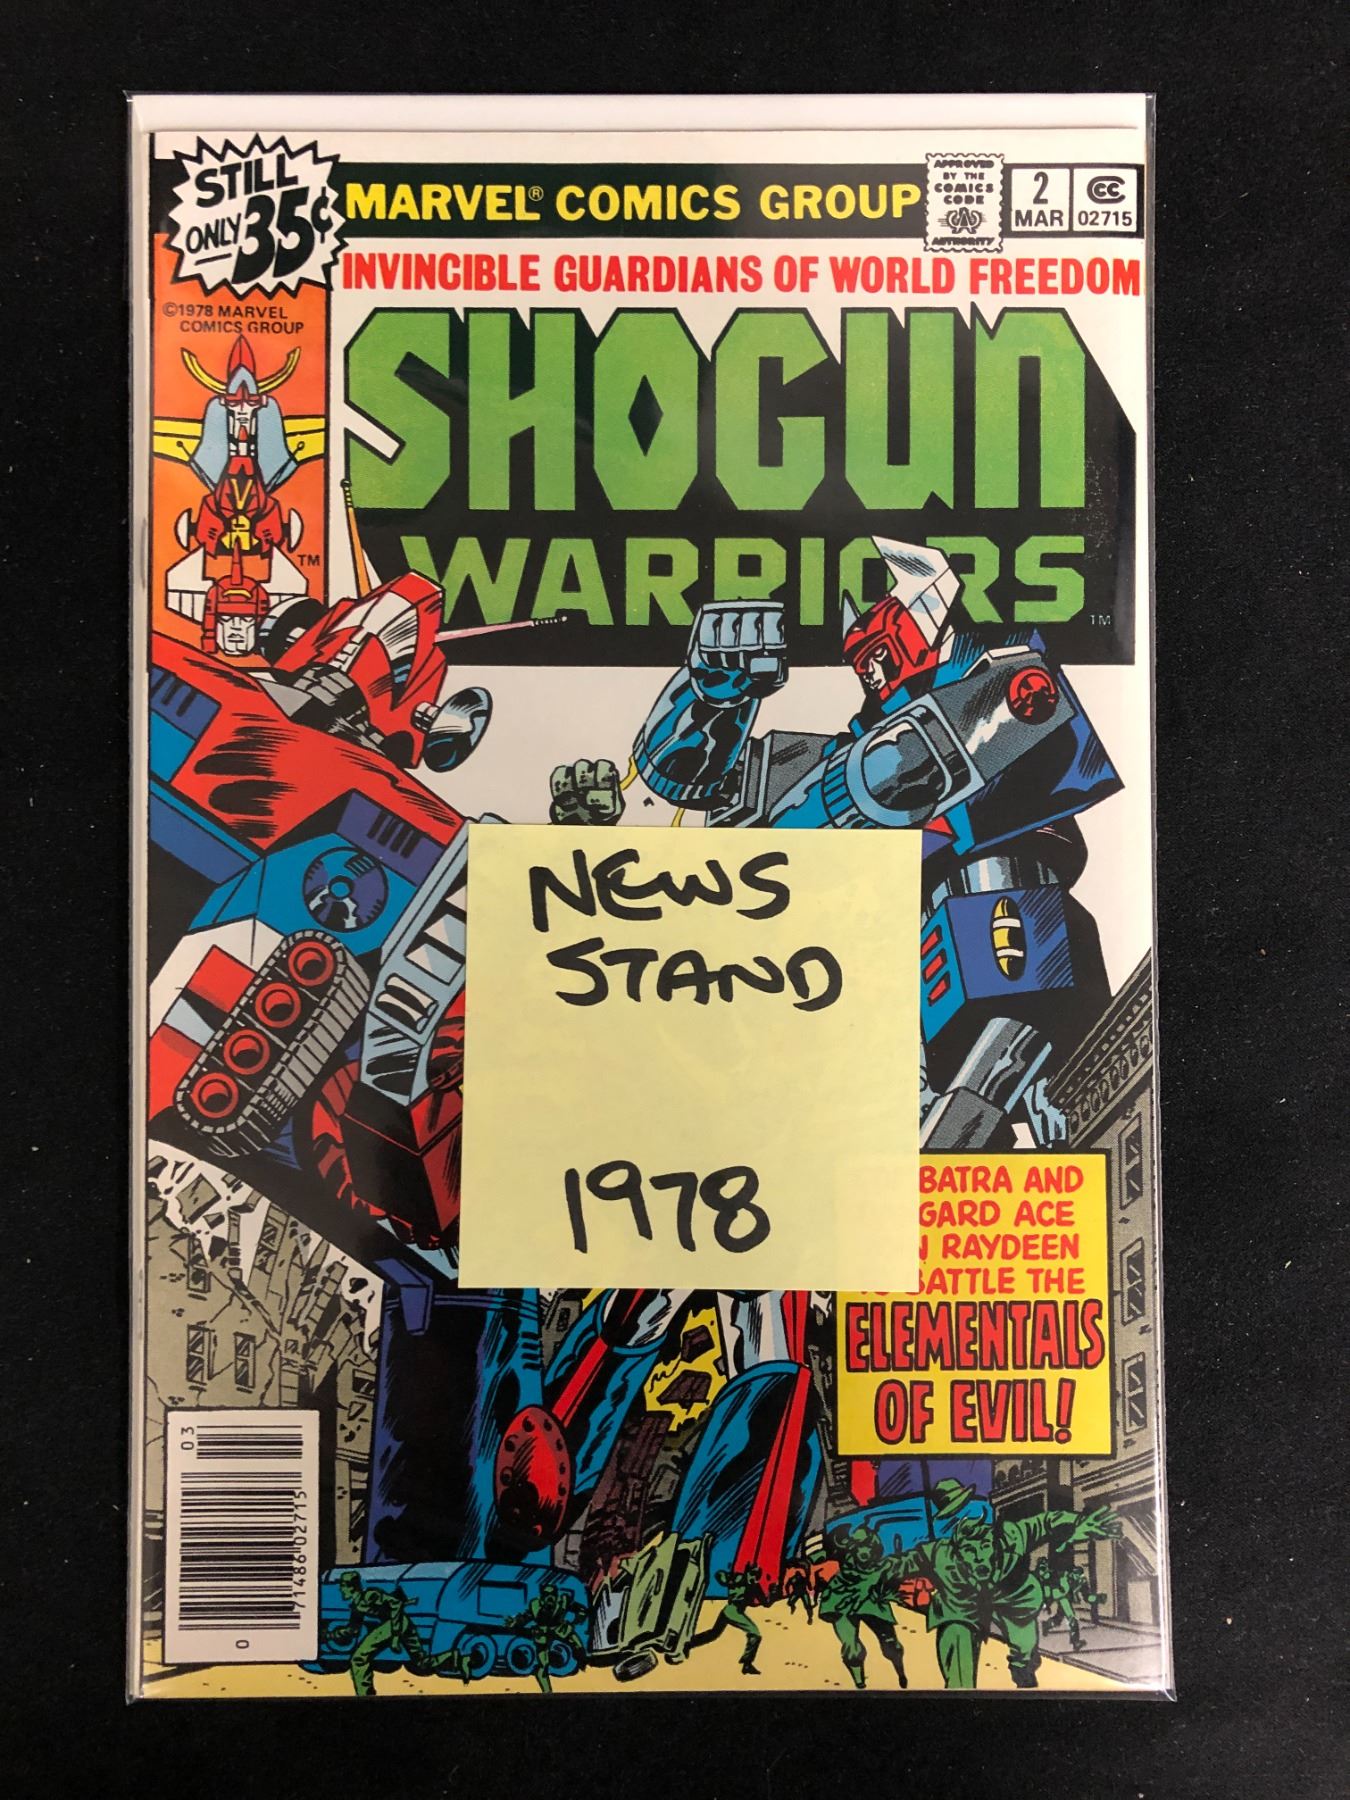 STILL
ONLY 35¢
MARVEL® COMICS GROUP
APPROVED
BY THE
COMICS
CODE
AUTHORITY
2
MAR
CC
02715
INVINCIBLE GUARDIANS OF WORLD FREEDOM
©1978 MARVEL
COMICS GROUP
TM
SHOGUN
WARRIORS
TM
NEWS
STAND
1978
BATRA AND
GARD ACE
RAYDEEN
BATTLE THE
ELEMENTALS
OF EVIL!
03
71486 02715
0